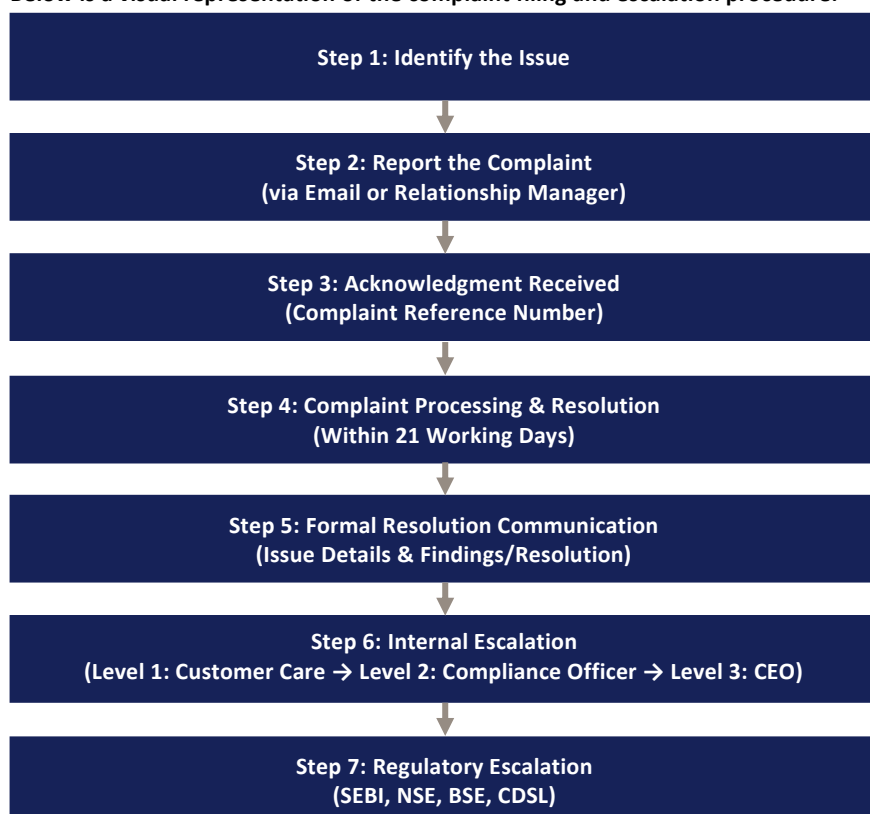 Below is a visual representation of the complaint filing and escalation procedure:
Step 1: Identify the Issue
Step 2: Report the Complaint
(via Email or Relationship Manager)
Step 3: Acknowledgment Received
(Complaint Reference Number)
Step 4: Complaint Processing & Resolution
(Within 21 Working Days)
Step 5: Formal Resolution Communication
(Issue Details & Findings/Resolution)
Step 6: Internal Escalation
(Level 1: Customer Care → Level 2: Compliance Officer → Level 3: CEO)
Step 7: Regulatory Escalation
(SEBI, NSE, BSE, CDSL)